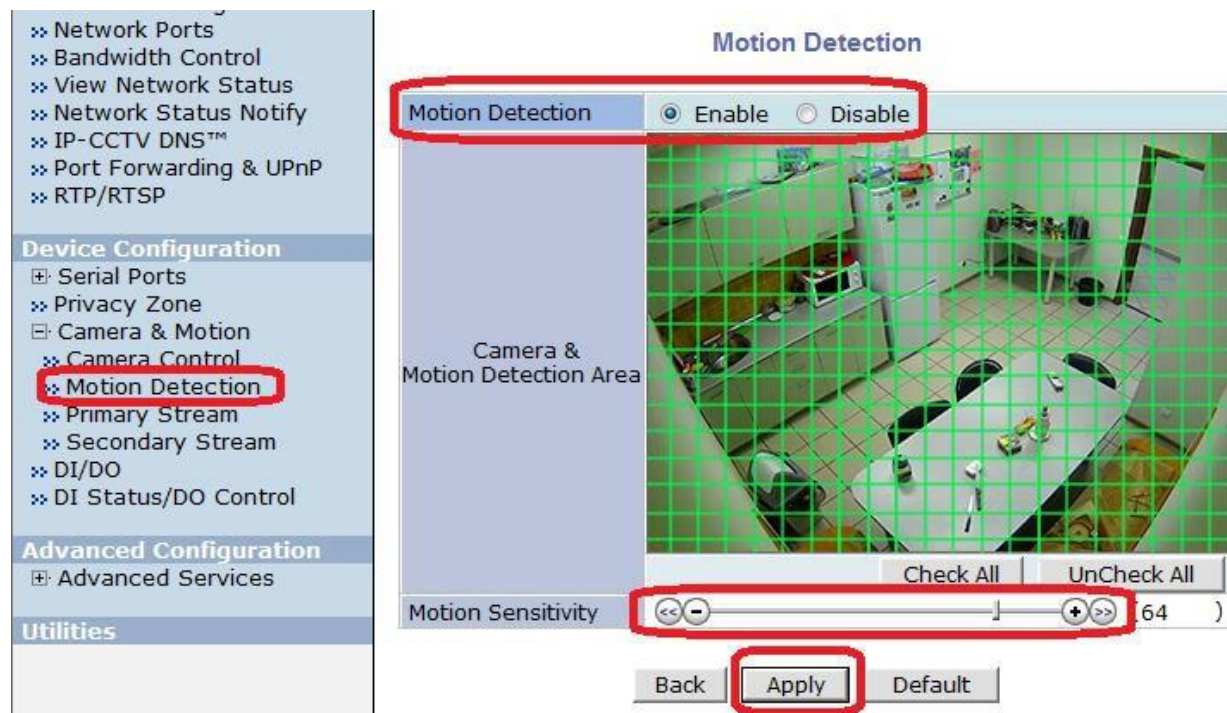 Network Ports
Bandwidth Control
View Network Status
Network Status Notify
IP-CCTV DNS™
Port Forwarding & UPnP
RTP/RTSP
Device Configuration
Serial Ports
Privacy Zone
Camera & Motion
Camera Control
Motion Detection
Primary Stream
Secondary Stream
DI/DO
DI Status/DO Control
Advanced Configuration
Advanced Services
Utilities
Motion Detection
Motion Detection Enable Disable
Camera &
Motion Detection Area
Check All UnCheck All
Motion Sensitivity << - + >> (64 )
Back Apply Default